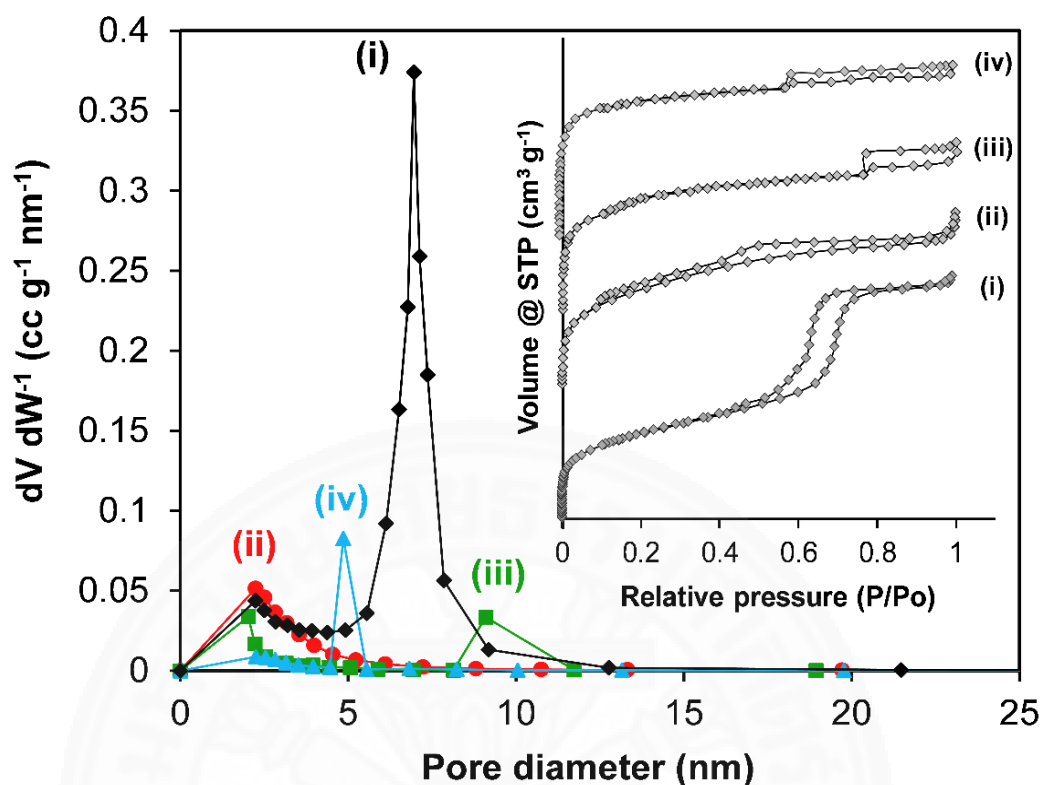 dV dW⁻¹ (cc g⁻¹ nm⁻¹)
0.4
0.35
0.3
0.25
0.2
0.15
0.1
0.05
0
(i)
(ii)
(iv)
(iii)
0
5
10
15
20
25
Pore diameter (nm)
Volume @ STP (cm³ g⁻¹)
(iv)
(iii)
(ii)
(i)
0
0.2
0.4
0.6
0.8
1
Relative pressure (P/Po)